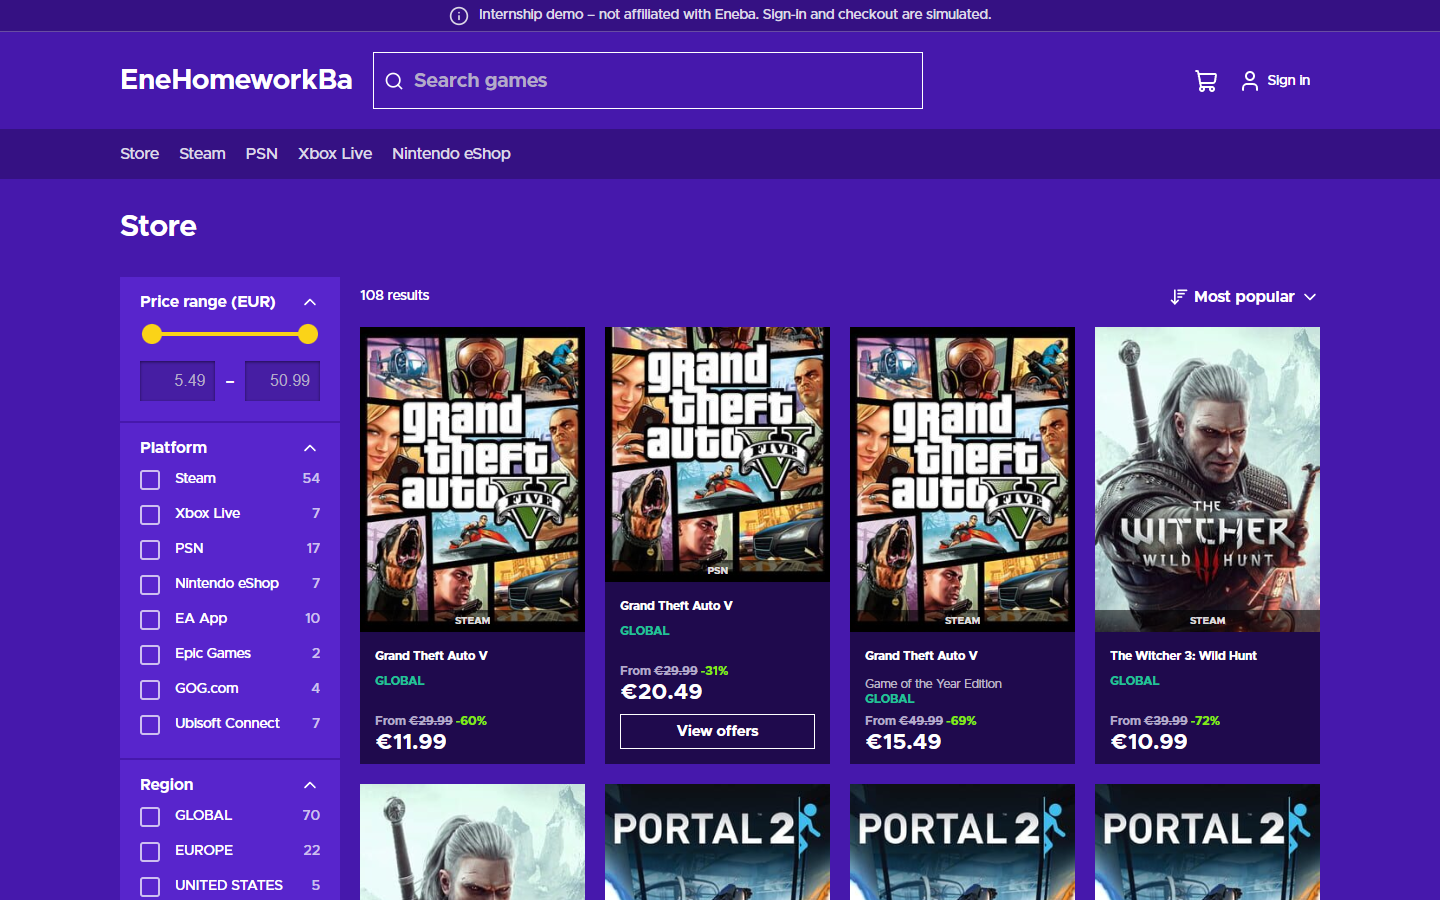 Internship demo – not affiliated with Eneba. Sign-in and checkout are simulated.
EneHomeworkBa
Search games
Sign in
Store
Steam
PSN
Xbox Live
Nintendo eShop
Store
Price range (EUR)
5.49 – 50.99
Platform
Steam 54
Xbox Live 7
PSN 17
Nintendo eShop 7
EA App 10
Epic Games 2
GOG.com 4
Ubisoft Connect 7
Region
GLOBAL 70
EUROPE 22
UNITED STATES 5
108 results
Most popular
grand
theft
auto
V
FIVE
STEAM
Grand Theft Auto V
GLOBAL
From €29.99 -60%
€11.99
grand
theft
auto
V
FIVE
PSN
Grand Theft Auto V
GLOBAL
From €29.99 -31%
€20.49
View offers
grand
theft
auto
V
FIVE
STEAM
Grand Theft Auto V
Game of the Year Edition
GLOBAL
From €49.99 -69%
€15.49
THE
WITCHER
WILD HUNT
STEAM
The Witcher 3: Wild Hunt
GLOBAL
From €39.99 -72%
€10.99
PORTAL 2
PORTAL 2
PORTAL 2